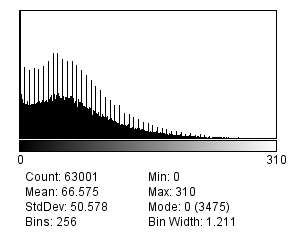 0 310
Count: 63001 Min: 0
Mean: 66.575 Max: 310
StdDev: 50.578 Mode: 0 (3475)
Bins: 256 Bin Width: 1.211